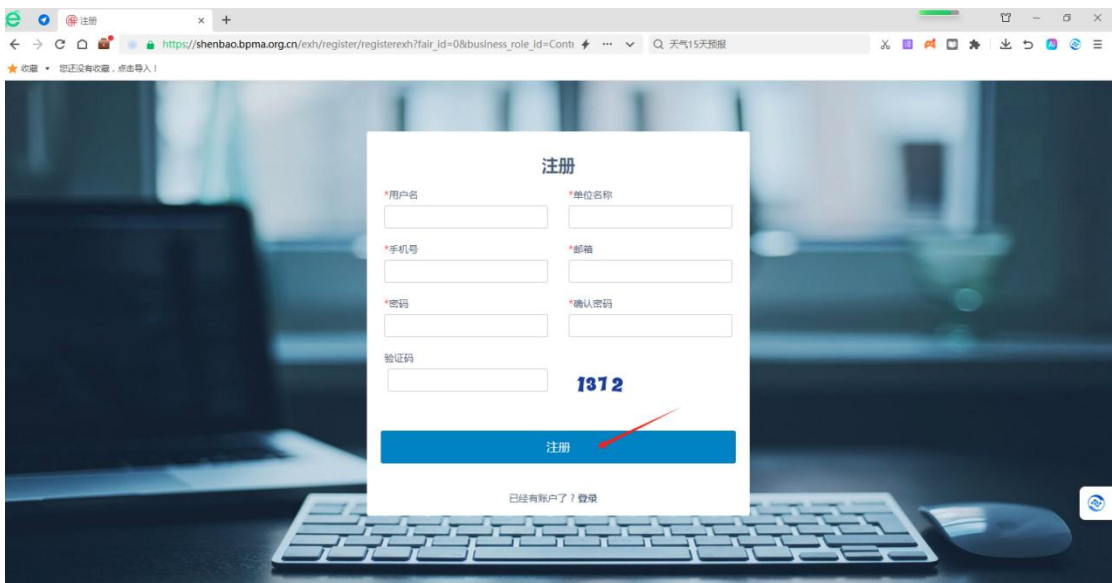 注册
https://shenbao.bpma.org.cn/exh/register/registerexh?fair_id=0&business_role_id=Contr
天气15天预报
收藏 您还没有收藏,点击导入!
注册
*用户名 *单位名称
*手机号 *邮箱
*密码 *确认密码
验证码
1372
注册
已经有账户了?登录